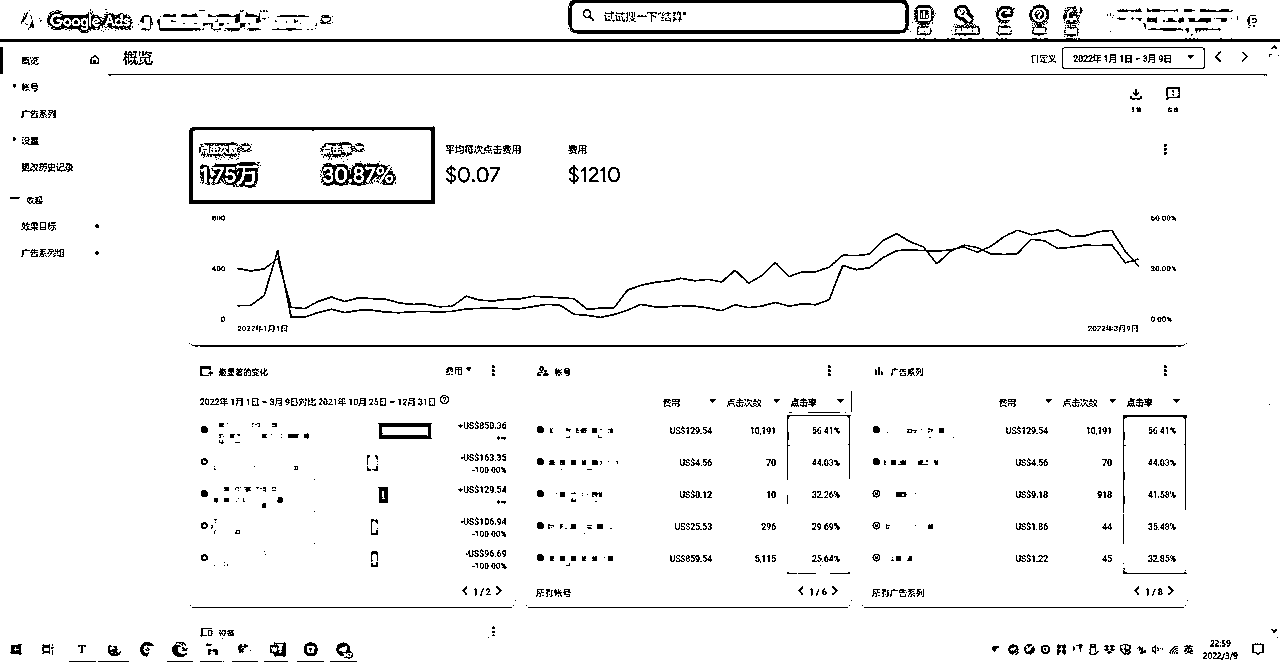 Google Ads
试试搜一下"结算"
概览
概览
自定义 2022年1月1日 - 3月9日
帐号
广告系列
设置
更改历史记录
收起
效果目标
广告系列组
下载
点击次数 点击率 平均每次点击费用 费用
1.75万 30.87% $0.07 $1210
800 60.00%
400 30.00%
0 0.00%
2022年1月1日 2022年3月9日
最显著的变化 费用
2022年1月1日 - 3月9日对比 2021年10月25日 - 12月31日
+US$850.36
-US$163.35
-100.00%
+US$129.54
-US$106.94
-100.00%
-US$96.69
-100.00%
1 / 2
帐号
费用 点击次数 点击率
US$129.54 10,191 56.41%
US$4.56 70 44.03%
US$0.12 10 32.26%
US$25.53 296 29.69%
US$859.54 5,115 25.64%
所有帐号 1 / 6
广告系列
费用 点击次数 点击率
US$129.54 10,191 56.41%
US$4.56 70 44.03%
US$9.18 918 41.58%
US$1.86 44 35.48%
US$1.22 45 32.85%
所有广告系列 1 / 8
设备
英
22:59
2022/3/9